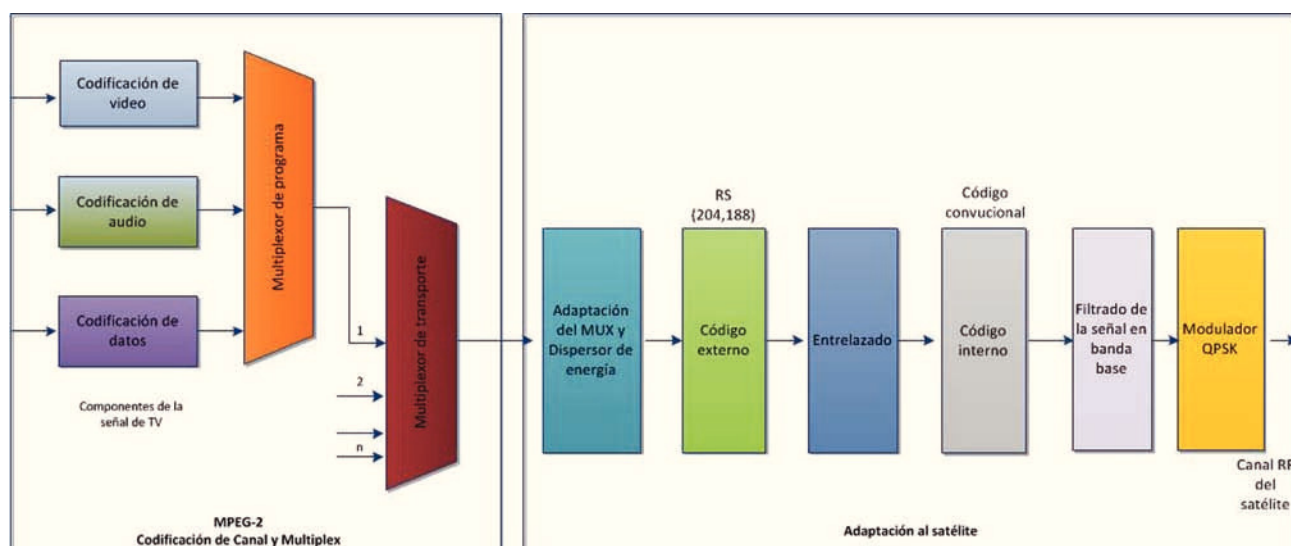 Codificación de
video
Codificación de
audio
Codificación de
datos
Componentes de la
señal de TV
Multiplexor de programa
1
2
n
Multiplexor de transporte
MPEG-2
Codificación de Canal y Multiplex
Adaptación
del MUX y
Dispersor de
energía
RS
(204,188)
Código
externo
Entrelazado
Código
convucional
Código
interno
Filtrado de
la señal en
banda
base
Modulador
QPSK
Canal RF
del
satélite
Adaptación al satélite